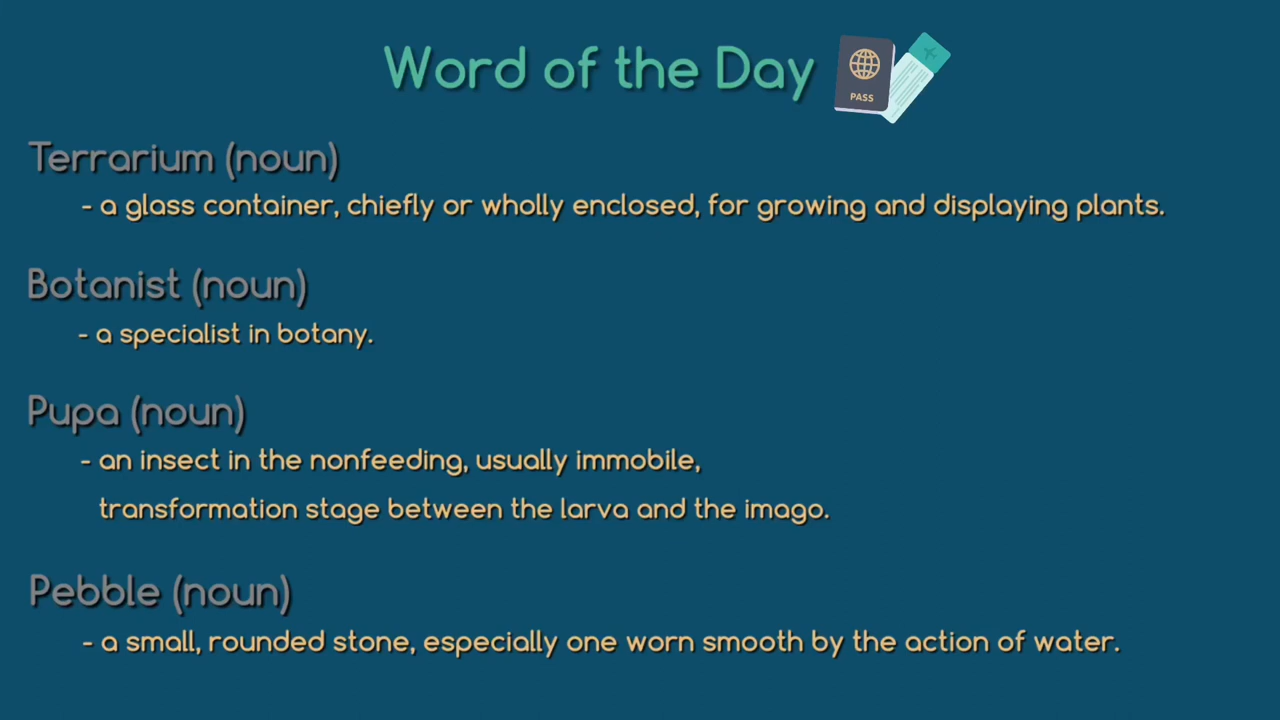 Word of the Day
PASS
Terrarium (noun)
- a glass container, chiefly or wholly enclosed, for growing and displaying plants.
Botanist (noun)
- a specialist in botany.
Pupa (noun)
- an insect in the nonfeeding, usually immobile,
transformation stage between the larva and the imago.
Pebble (noun)
- a small, rounded stone, especially one worn smooth by the action of water.